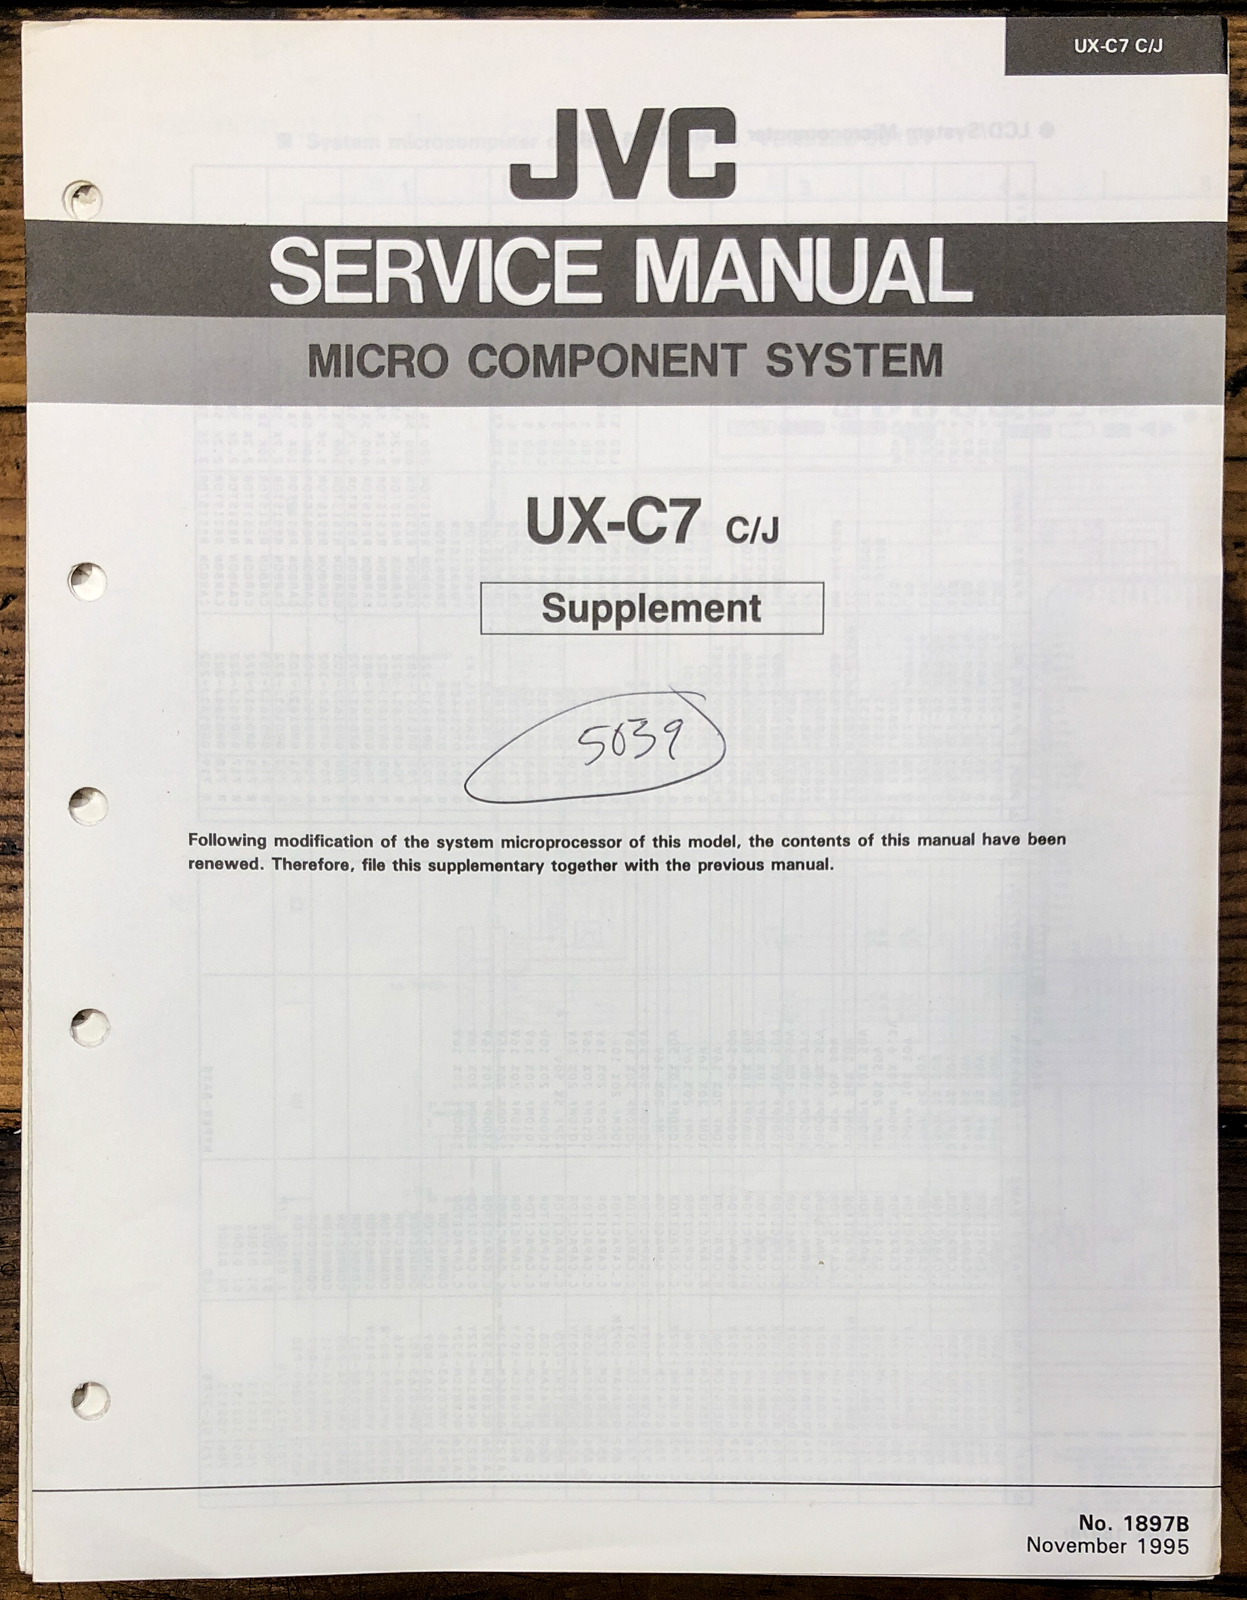 UX-C7 C/J
JVC
SERVICE MANUAL
MICRO COMPONENT SYSTEM
UX-C7 C/J
Supplement
5039
Following modification of the system microprocessor of this model, the contents of this manual have been
renewed. Therefore, file this supplementary together with the previous manual.
No. 1897B
November 1995